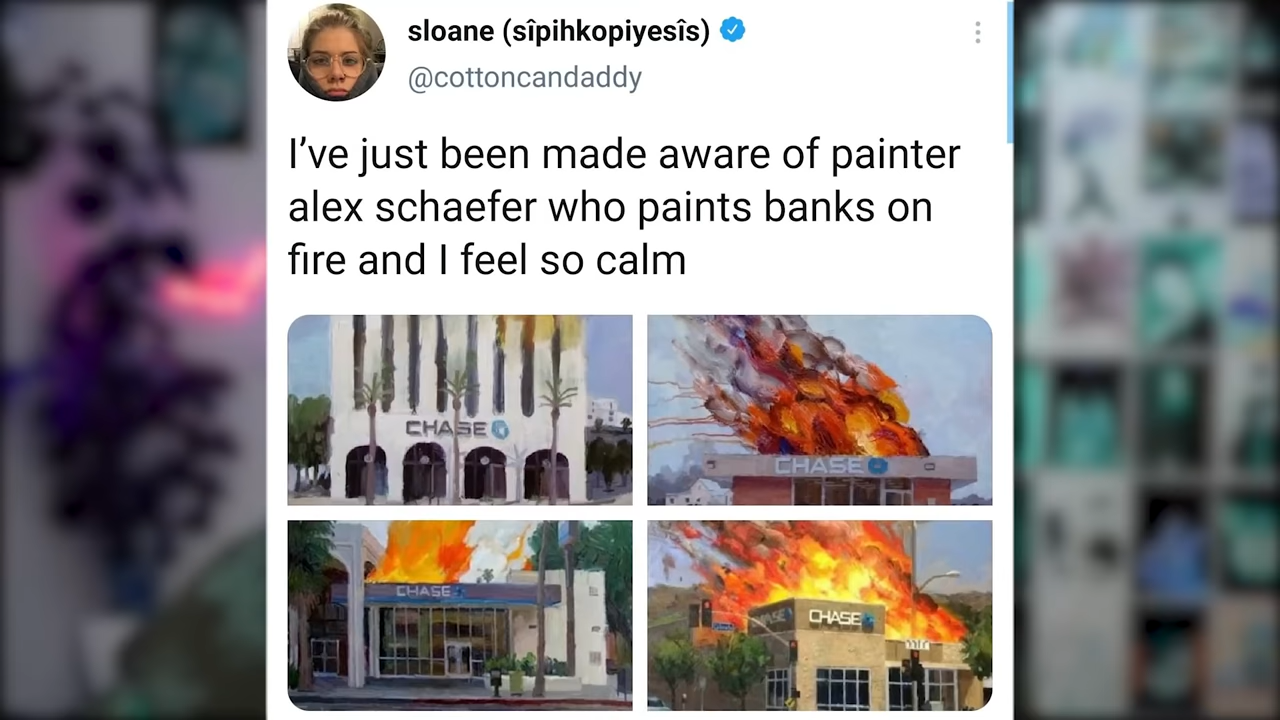 sloane (sîpihkopiyesîs)
@cottoncandaddy
I’ve just been made aware of painter
alex schaefer who paints banks on
fire and I feel so calm
CHASE
CHASE
CHASE
CHASE